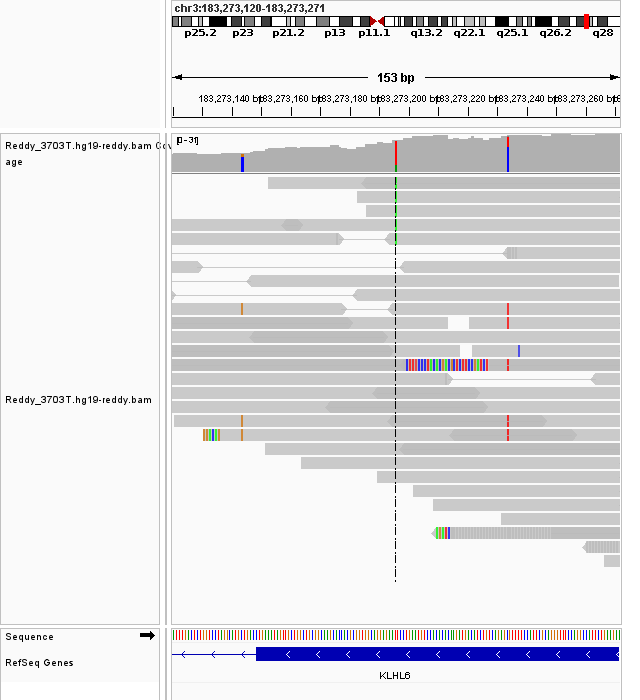 chr3:183,273,120-183,273,271
p25.2 p23 p21.2 p13 p11.1 q13.2 q22.1 q25.1 q26.2 q28
153 bp
183,273,140 bp 183,273,160 bp 183,273,180 bp 183,273,200 bp 183,273,220 bp 183,273,240 bp 183,273,260 bp
[0-31]
Reddy_3703T.hg19-reddy.bam Cov
age
Reddy_3703T.hg19-reddy.bam
Sequence
RefSeq Genes
KLHL6